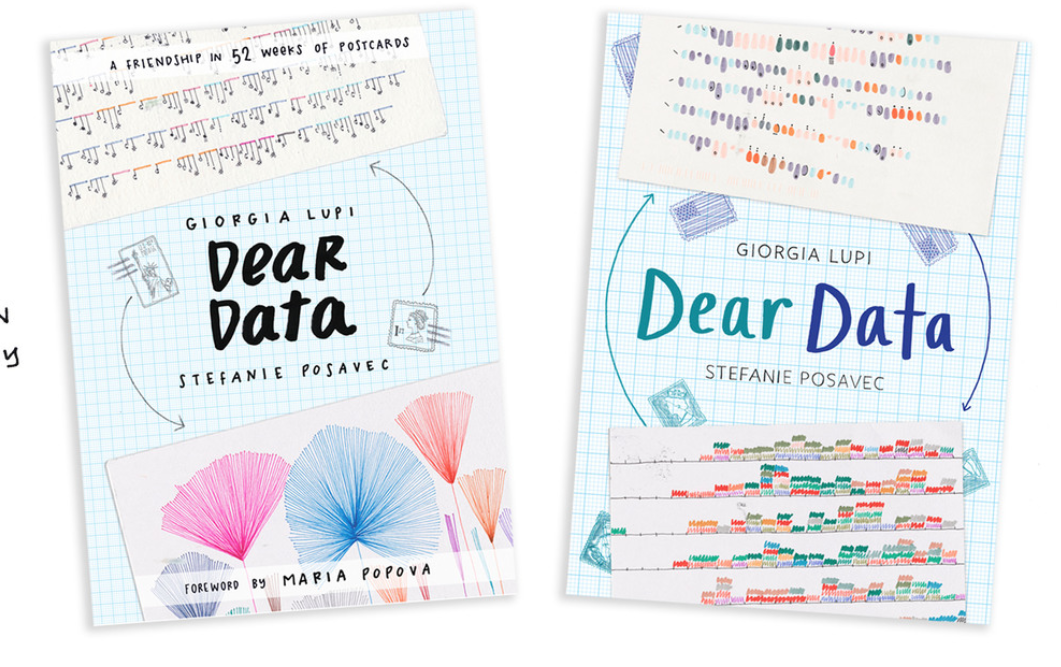 A FRIENDSHIP IN 52 WEEKS OF POSTCARDS
GIORGIA LUPI
Dear
Data
STEFANIE POSAVEC
FOREWORD BY MARIA POPOVA
GIORGIA LUPI
Dear Data
STEFANIE POSAVEC